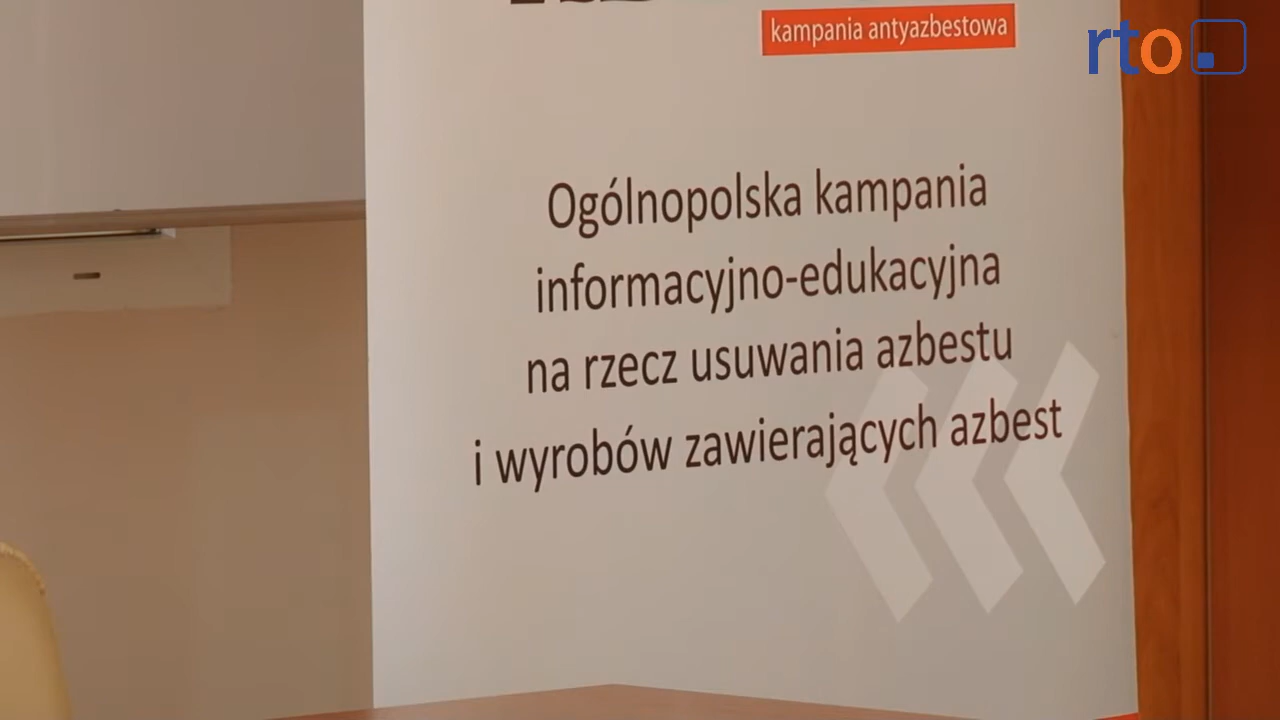 kampania antyazbestowa
rto
Ogólnopolska kampania
informacyjno-edukacyjna
na rzecz usuwania azbestu
i wyrobów zawierających azbest